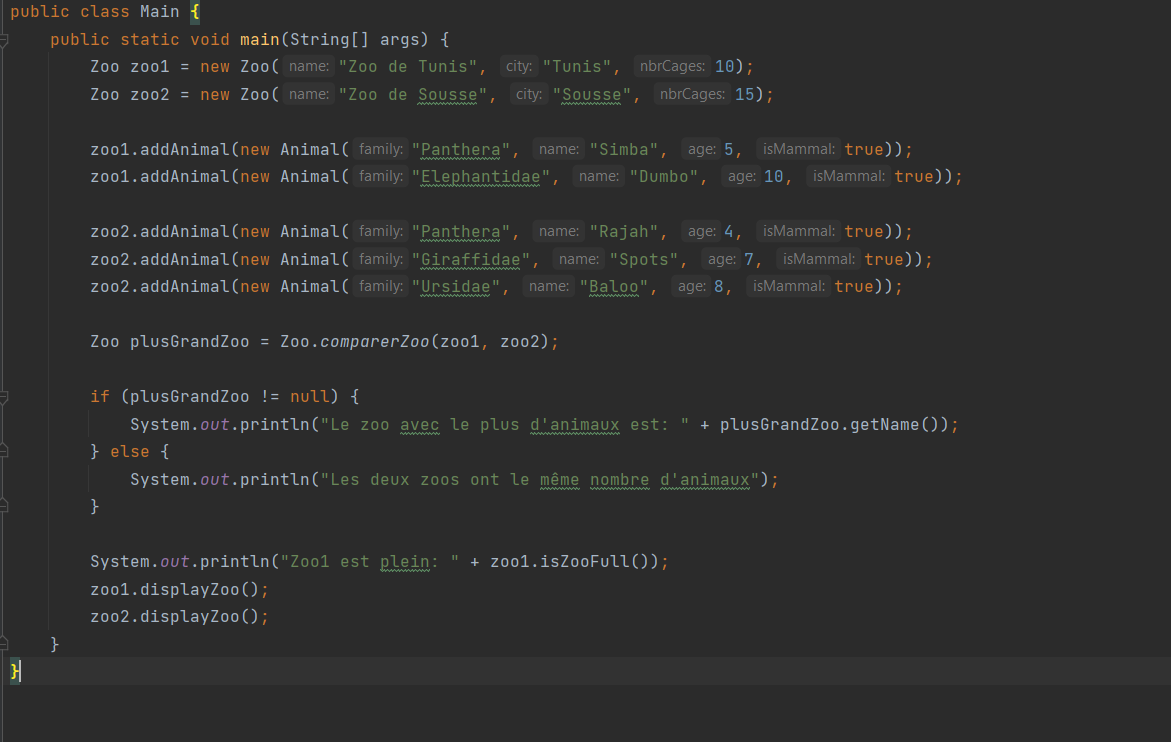 public class Main {
public static void main(String[] args) {
Zoo zoo1 = new Zoo( name: "Zoo de Tunis", city: "Tunis", nbrCages: 10);
Zoo zoo2 = new Zoo( name: "Zoo de Sousse", city: "Sousse", nbrCages: 15);
zoo1.addAnimal(new Animal( family: "Panthera", name: "Simba", age: 5, isMammal: true));
zoo1.addAnimal(new Animal( family: "Elephantidae", name: "Dumbo", age: 10, isMammal: true));
zoo2.addAnimal(new Animal( family: "Panthera", name: "Rajah", age: 4, isMammal: true));
zoo2.addAnimal(new Animal( family: "Giraffidae", name: "Spots", age: 7, isMammal: true));
zoo2.addAnimal(new Animal( family: "Ursidae", name: "Baloo", age: 8, isMammal: true));
Zoo plusGrandZoo = Zoo.comparerZoo(zoo1, zoo2);
if (plusGrandZoo != null) {
System.out.println("Le zoo avec le plus d'animaux est: " + plusGrandZoo.getName());
} else {
System.out.println("Les deux zoos ont le même nombre d'animaux");
}
System.out.println("Zoo1 est plein: " + zoo1.isZooFull());
zoo1.displayZoo();
zoo2.displayZoo();
}
}